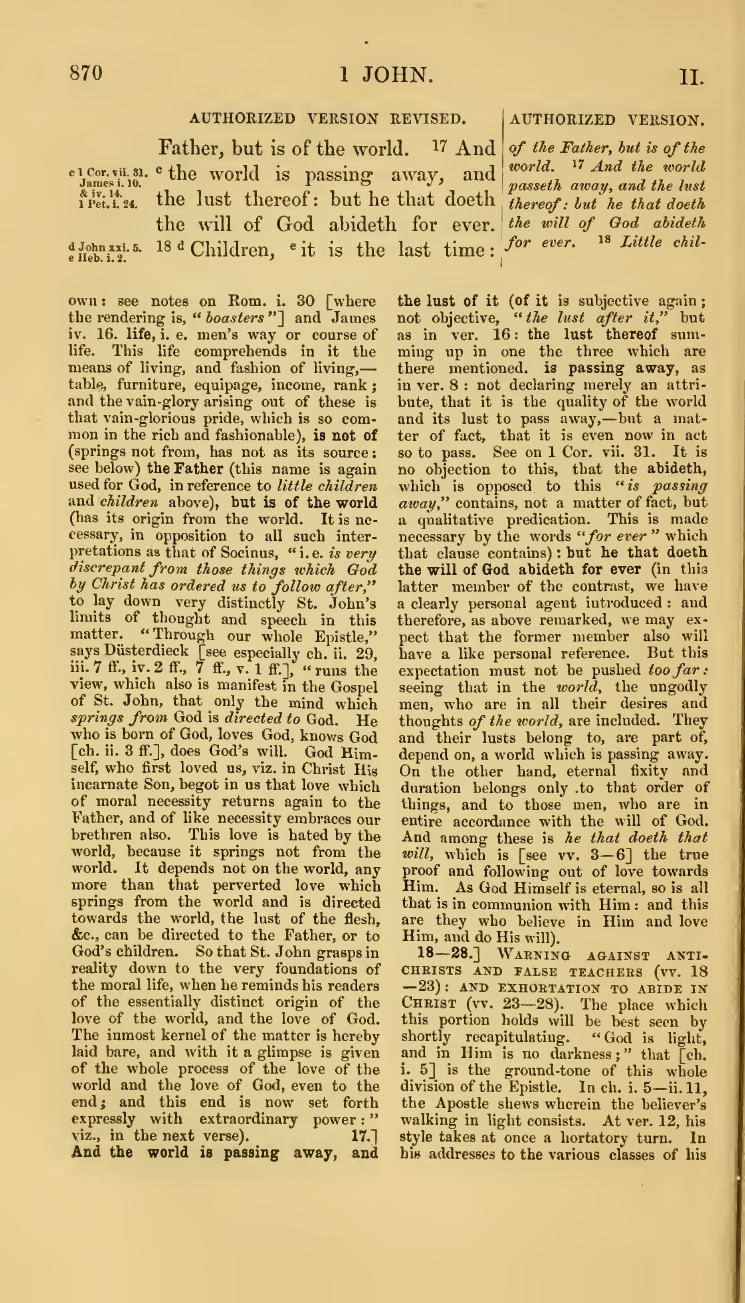 870
1 JOHN.
II.
AUTHORIZED VERSION REVISED.
Father, but is of the world. 17 And
c 1 Cor. vii. 31.
James i. 10.
& iv. 14.
1 Pet. i. 24.
c the world is passing away, and
the lust thereof: but he that doeth
the will of God abideth for ever.
d John xxi. 5.
e Heb. i. 2.
18 d Children, e it is the last time:
AUTHORIZED VERSION.
of the Father, but is of the
world. 17 And the world
passeth away, and the lust
thereof: but he that doeth
the will of God abideth
for ever. 18 Little chil-
own: see notes on Rom. i. 30 [where
the rendering is, "boasters"] and James
iv. 16. life, i. e. men's way or course of
life. This life comprehends in it the
means of living, and fashion of living,—
table, furniture, equipage, income, rank;
and the vain-glory arising out of these is
that vain-glorious pride, which is so com-
mon in the rich and fashionable), is not of
(springs not from, has not as its source:
see below) the Father (this name is again
used for God, in reference to little children
and children above), but is of the world
(has its origin from the world. It is ne-
cessary, in opposition to all such inter-
pretations as that of Socinus, "i. e. is very
discrepant from those things which God
by Christ has ordered us to follow after,"
to lay down very distinctly St. John's
limits of thought and speech in this
matter. "Through our whole Epistle,"
says Düsterdieck [see especially ch. ii. 29,
iii. 7 ff., iv. 2 ff., 7 ff., v. 1 ff.], "runs the
view, which also is manifest in the Gospel
of St. John, that only the mind which
springs from God is directed to God. He
who is born of God, loves God, knows God
[ch. ii. 3 ff.], does God's will. God Him-
self, who first loved us, viz. in Christ His
incarnate Son, begot in us that love which
of moral necessity returns again to the
Father, and of like necessity embraces our
brethren also. This love is hated by the
world, because it springs not from the
world. It depends not on the world, any
more than that perverted love which
springs from the world and is directed
towards the world, the lust of the flesh,
&c., can be directed to the Father, or to
God's children. So that St. John grasps in
reality down to the very foundations of
the moral life, when he reminds his readers
of the essentially distinct origin of the
love of the world, and the love of God.
The inmost kernel of the matter is hereby
laid bare, and with it a glimpse is given
of the whole process of the love of the
world and the love of God, even to the
end; and this end is now set forth
expressly with extraordinary power:"
viz., in the next verse). 17.]
And the world is passing away, and
the lust of it (of it is subjective again;
not objective, "the lust after it," but
as in ver. 16: the lust thereof sum-
ming up in one the three which are
there mentioned. is passing away, as
in ver. 8: not declaring merely an attri-
bute, that it is the quality of the world
and its lust to pass away,—but a mat-
ter of fact, that it is even now in act
so to pass. See on 1 Cor. vii. 31. It is
no objection to this, that the abideth,
which is opposed to this "is passing
away," contains, not a matter of fact, but
a qualitative predication. This is made
necessary by the words "for ever" which
that clause contains): but he that doeth
the will of God abideth for ever (in this
latter member of the contrast, we have
a clearly personal agent introduced: and
therefore, as above remarked, we may ex-
pect that the former member also will
have a like personal reference. But this
expectation must not be pushed too far:
seeing that in the world, the ungodly
men, who are in all their desires and
thoughts of the world, are included. They
and their lusts belong to, are part of,
depend on, a world which is passing away.
On the other hand, eternal fixity and
duration belongs only .to that order of
things, and to those men, who are in
entire accordance with the will of God.
And among these is he that doeth that
will, which is [see vv. 3—6] the true
proof and following out of love towards
Him. As God Himself is eternal, so is all
that is in communion with Him: and this
are they who believe in Him and love
Him, and do His will).
18—28.] WARNING AGAINST ANTI-
CHRISTS AND FALSE TEACHERS (vv. 18
—23): AND EXHORTATION TO ABIDE IN
CHRIST (vv. 23—28). The place which
this portion holds will be best seen by
shortly recapitulating. "God is light,
and in Him is no darkness;" that [ch.
i. 5] is the ground-tone of this whole
division of the Epistle. In ch. i. 5—ii. 11,
the Apostle shews wherein the believer's
walking in light consists. At ver. 12, his
style takes at once a hortatory turn. In
his addresses to the various classes of his